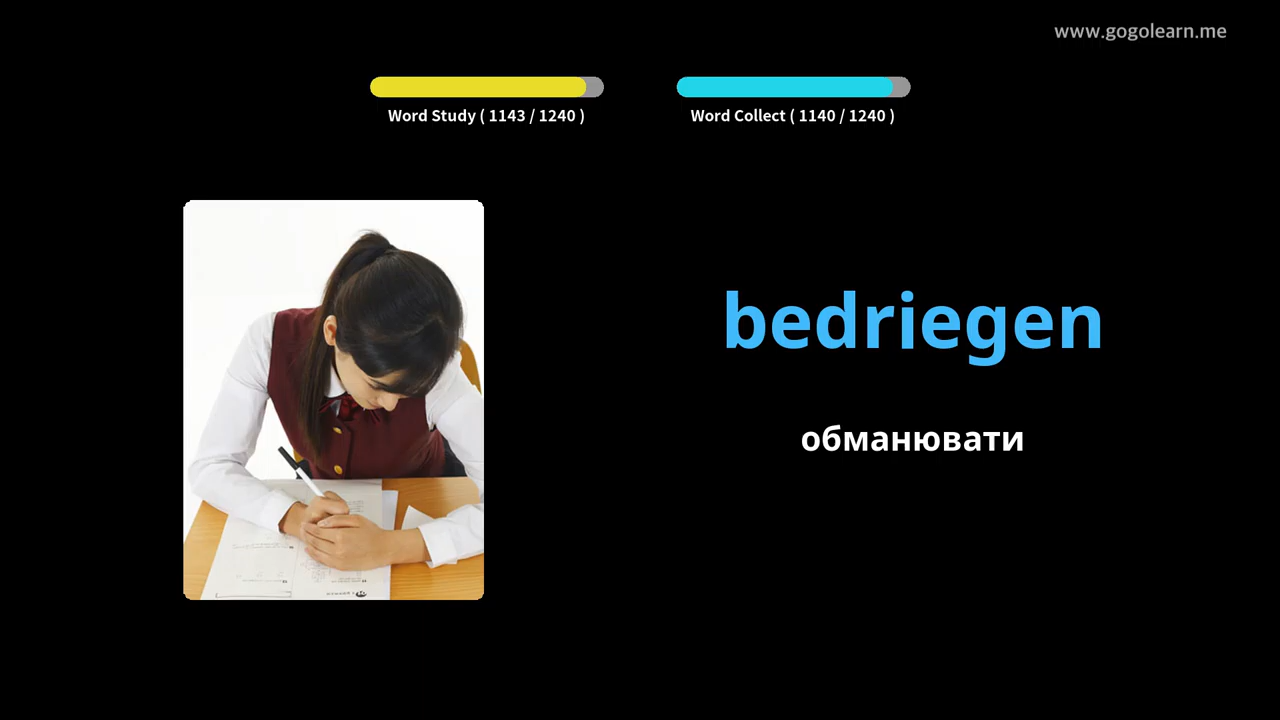 www.gogolearn.me
Word Study ( 1143 / 1240 )
Word Collect ( 1140 / 1240 )
bedriegen
обманювати